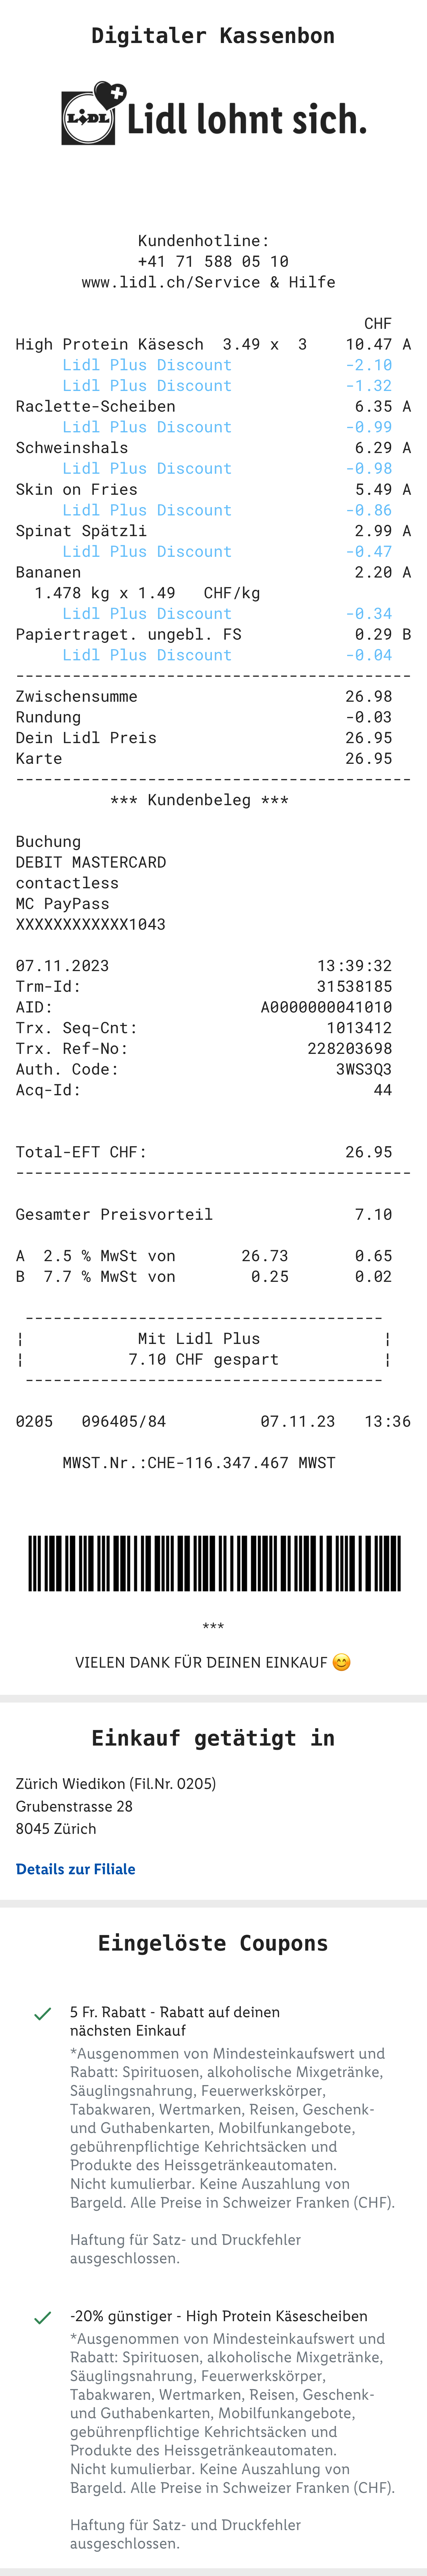 Digitaler Kassenbon
LiDL
Lidl lohnt sich.
Kundenhotline:
+41 71 588 05 10
www.lidl.ch/Service & Hilfe
CHF
High Protein Käsesch 3.49 x 3 10.47 A
Lidl Plus Discount -2.10
Lidl Plus Discount -1.32
Raclette-Scheiben 6.35 A
Lidl Plus Discount -0.99
Schweinshals 6.29 A
Lidl Plus Discount -0.98
Skin on Fries 5.49 A
Lidl Plus Discount -0.86
Spinat Spätzli 2.99 A
Lidl Plus Discount -0.47
Bananen 2.20 A
1.478 kg x 1.49 CHF/kg
Lidl Plus Discount -0.34
Papiertraget. ungebl. FS 0.29 B
Lidl Plus Discount -0.04
------------------------------------------
Zwischensumme 26.98
Rundung -0.03
Dein Lidl Preis 26.95
Karte 26.95
------------------------------------------
*** Kundenbeleg ***
Buchung
DEBIT MASTERCARD
contactless
MC PayPass
XXXXXXXXXXXX1043
07.11.2023 13:39:32
Trm-Id: 31538185
AID: A0000000041010
Trx. Seq-Cnt: 1013412
Trx. Ref-No: 228203698
Auth. Code: 3WS3Q3
Acq-Id: 44
Total-EFT CHF: 26.95
------------------------------------------
Gesamter Preisvorteil 7.10
A 2.5 % MwSt von 26.73 0.65
B 7.7 % MwSt von 0.25 0.02
--------------------------------------
¦ Mit Lidl Plus ¦
¦ 7.10 CHF gespart ¦
--------------------------------------
0205 096405/84 07.11.23 13:36
MWST.Nr.:CHE-116.347.467 MWST
***
VIELEN DANK FÜR DEINEN EINKAUF 😊
Einkauf getätigt in
Zürich Wiedikon (Fil.Nr. 0205)
Grubenstrasse 28
8045 Zürich
Details zur Filiale
Eingelöste Coupons
5 Fr. Rabatt - Rabatt auf deinen
nächsten Einkauf
*Ausgenommen von Mindesteinkaufswert und
Rabatt: Spirituosen, alkoholische Mixgetränke,
Säuglingsnahrung, Feuerwerkskörper,
Tabakwaren, Wertmarken, Reisen, Geschenk-
und Guthabenkarten, Mobilfunkangebote,
gebührenpflichtige Kehrichtsäcken und
Produkte des Heissgetränkeautomaten.
Nicht kumulierbar. Keine Auszahlung von
Bargeld. Alle Preise in Schweizer Franken (CHF).
Haftung für Satz- und Druckfehler
ausgeschlossen.
-20% günstiger - High Protein Käsescheiben
*Ausgenommen von Mindesteinkaufswert und
Rabatt: Spirituosen, alkoholische Mixgetränke,
Säuglingsnahrung, Feuerwerkskörper,
Tabakwaren, Wertmarken, Reisen, Geschenk-
und Guthabenkarten, Mobilfunkangebote,
gebührenpflichtige Kehrichtsäcken und
Produkte des Heissgetränkeautomaten.
Nicht kumulierbar. Keine Auszahlung von
Bargeld. Alle Preise in Schweizer Franken (CHF).
Haftung für Satz- und Druckfehler
ausgeschlossen.